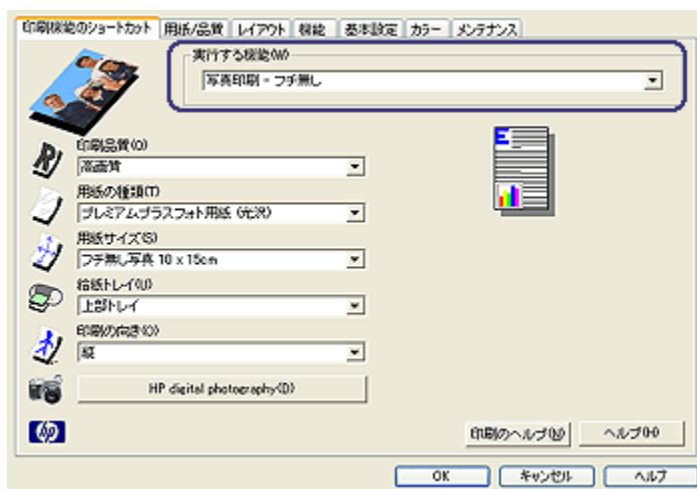 印刷機能のショートカット 用紙/品質 レイアウト 機能 基本設定 カラー メンテナンス
実行する機能(W)
写真印刷 - フチ無し
印刷品質(Q)
高画質
用紙の種類(T)
プレミアムプラスフォト用紙 (光沢)
用紙サイズ(S)
フチ無し写真 10 x 15cm
給紙トレイ(U)
上部トレイ
印刷の向き(O)
縦
HP digital photography(D)
hp
印刷のヘルプ(N) ヘルプ(H)
OK キャンセル ヘルプ
E